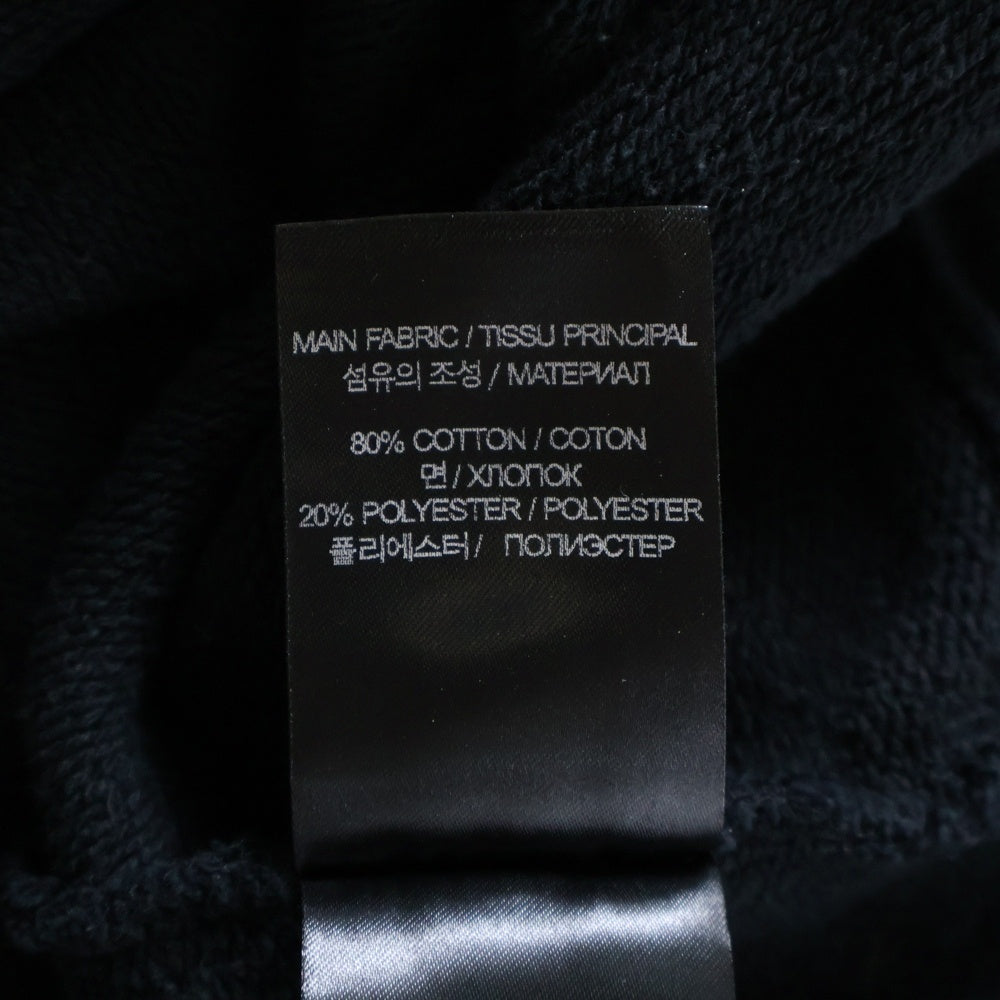 MAIN FABRIC / TISSU PRINCIPAL
섬유의 조성 / МАТЕРИАЛ
80% COTTON / COTON
면 / ХЛОПОК
20% POLYESTER / POLYESTER
폴리에스터 / ПОЛИЭСТЕР